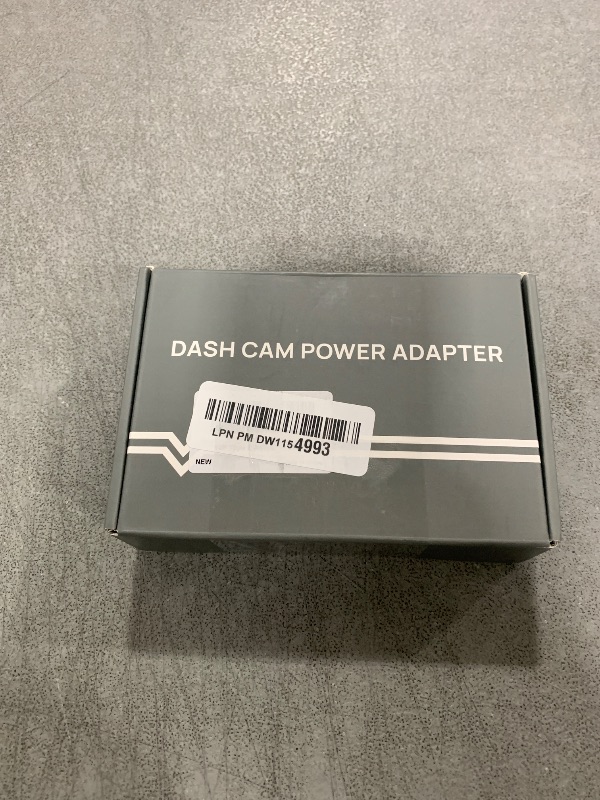 DASH CAM POWER ADAPTER
LPN PM DW1154993
NEW